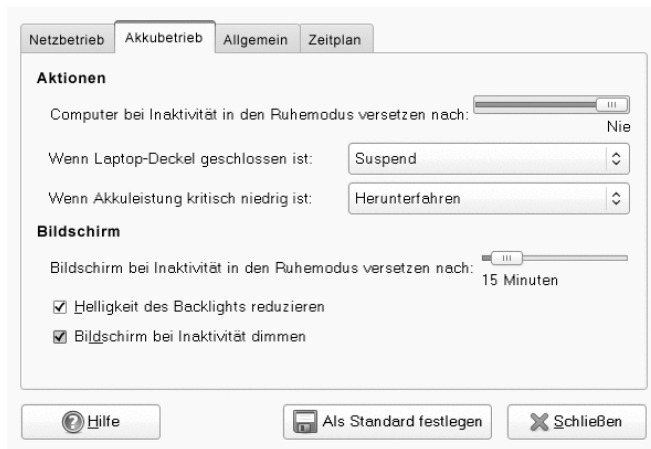 Netzbetrieb Akkubetrieb Allgemein Zeitplan
Aktionen
Computer bei Inaktivität in den Ruhemodus versetzen nach:
Nie
Wenn Laptop-Deckel geschlossen ist: Suspend
Wenn Akkuleistung kritisch niedrig ist: Herunterfahren
Bildschirm
Bildschirm bei Inaktivität in den Ruhemodus versetzen nach:
15 Minuten
Helligkeit des Backlights reduzieren
Bildschirm bei Inaktivität dimmen
Hilfe Als Standard festlegen Schließen